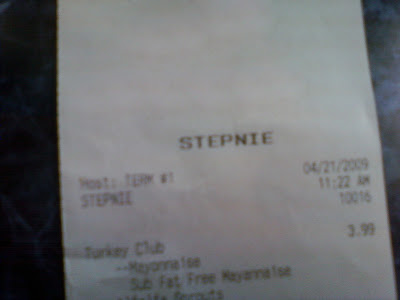 STEPNIE
04/21/2009
Host: TERM #1 11:22 AM
STEPNIE 10016
3.99
Turkey Club
--Mayonnaise
Sub Fat Free Mayonnaise
Sprouts